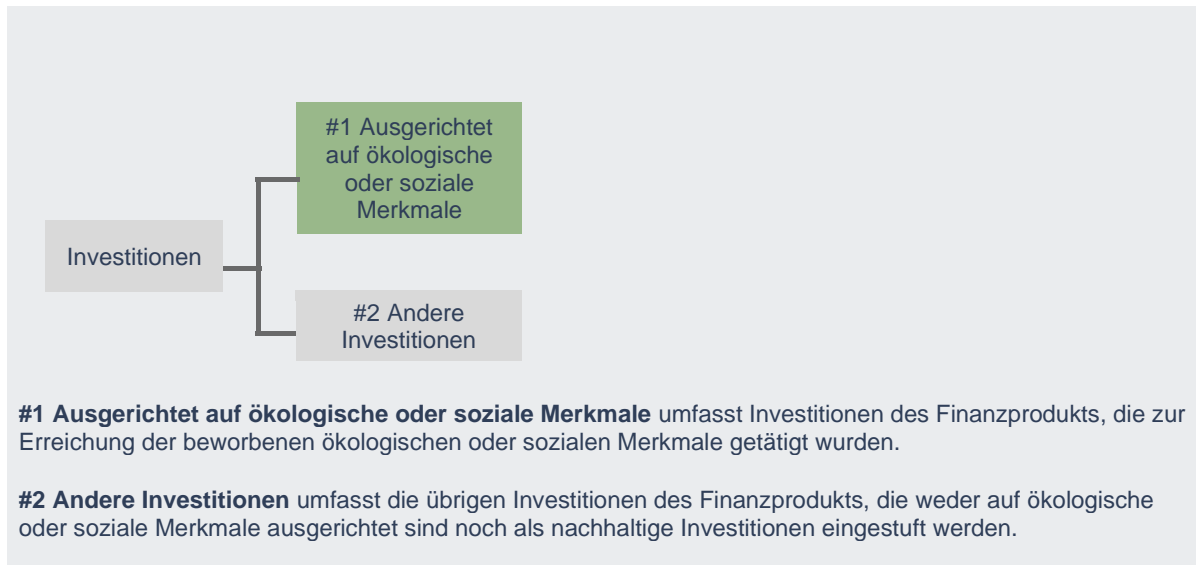 #1 Ausgerichtet
auf ökologische
oder soziale
Merkmale
Investitionen
#2 Andere
Investitionen
#1 Ausgerichtet auf ökologische oder soziale Merkmale umfasst Investitionen des Finanzprodukts, die zur
Erreichung der beworbenen ökologischen oder sozialen Merkmale getätigt wurden.
#2 Andere Investitionen umfasst die übrigen Investitionen des Finanzprodukts, die weder auf ökologische
oder soziale Merkmale ausgerichtet sind noch als nachhaltige Investitionen eingestuft werden.